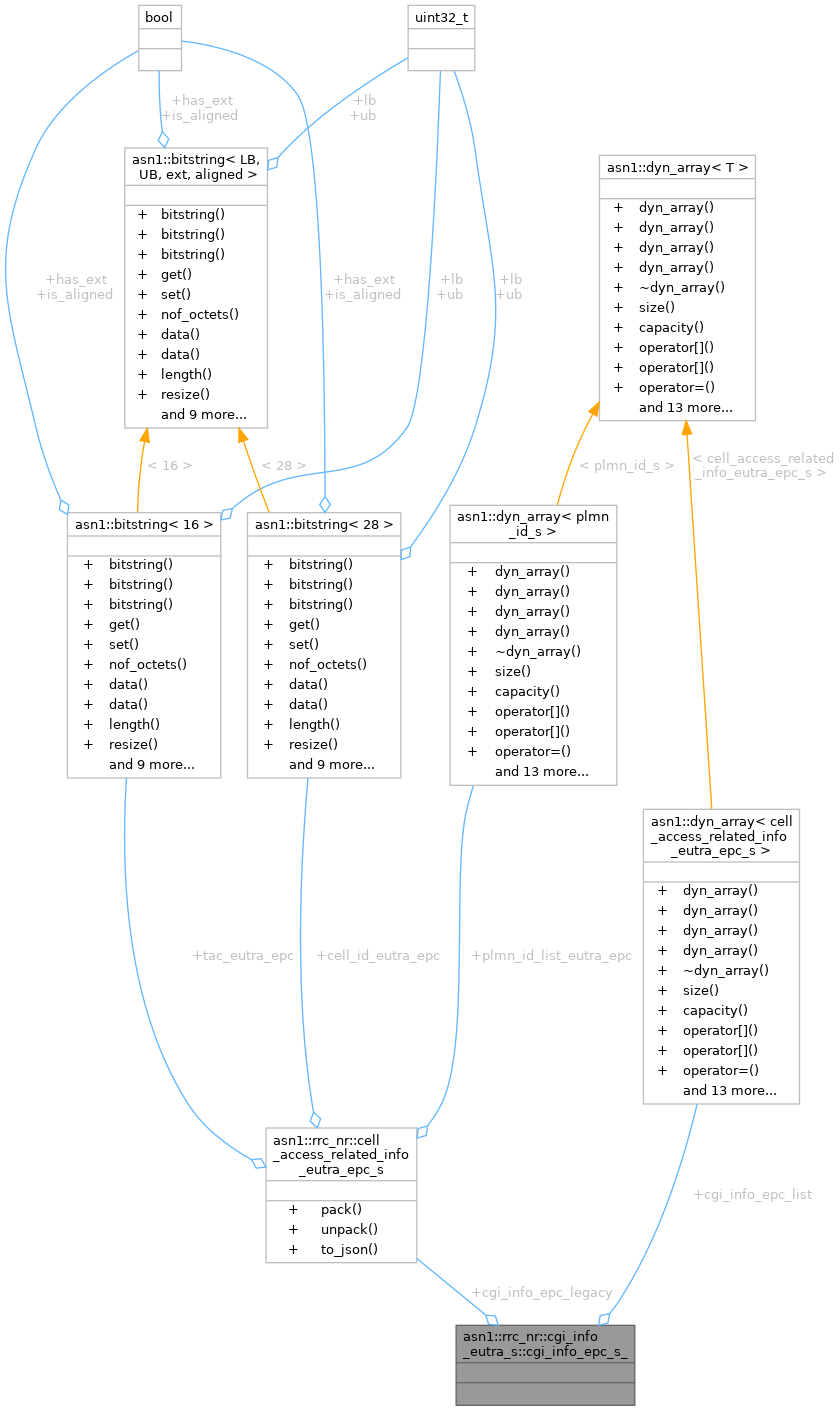 bool
uint32_t
+has_ext
+is_aligned
+lb
+ub
asn1::bitstring< LB,
UB, ext, aligned >
+ bitstring()
+ bitstring()
+ bitstring()
+ get()
+ set()
+ nof_octets()
+ data()
+ data()
+ length()
+ resize()
and 9 more...
asn1::dyn_array< T >
+ dyn_array()
+ dyn_array()
+ dyn_array()
+ dyn_array()
+ ~dyn_array()
+ size()
+ capacity()
+ operator[]()
+ operator[]()
+ operator=()
and 13 more...
+has_ext
+is_aligned
+has_ext
+is_aligned
+lb
+ub
+lb
+ub
< 16 >
< 28 >
< plmn_id_s >
< cell_access_related
_info_eutra_epc_s >
asn1::bitstring< 16 >
+ bitstring()
+ bitstring()
+ bitstring()
+ get()
+ set()
+ nof_octets()
+ data()
+ data()
+ length()
+ resize()
and 9 more...
asn1::bitstring< 28 >
+ bitstring()
+ bitstring()
+ bitstring()
+ get()
+ set()
+ nof_octets()
+ data()
+ data()
+ length()
+ resize()
and 9 more...
asn1::dyn_array< plmn
_id_s >
+ dyn_array()
+ dyn_array()
+ dyn_array()
+ dyn_array()
+ ~dyn_array()
+ size()
+ capacity()
+ operator[]()
+ operator[]()
+ operator=()
and 13 more...
asn1::dyn_array< cell
_access_related_info
_eutra_epc_s >
+ dyn_array()
+ dyn_array()
+ dyn_array()
+ dyn_array()
+ ~dyn_array()
+ size()
+ capacity()
+ operator[]()
+ operator[]()
+ operator=()
and 13 more...
+tac_eutra_epc
+cell_id_eutra_epc
+plmn_id_list_eutra_epc
asn1::rrc_nr::cell
_access_related_info
_eutra_epc_s
+ pack()
+ unpack()
+ to_json()
+cgi_info_epc_list
+cgi_info_epc_legacy
asn1::rrc_nr::cgi_info
_eutra_s::cgi_info_epc_s_